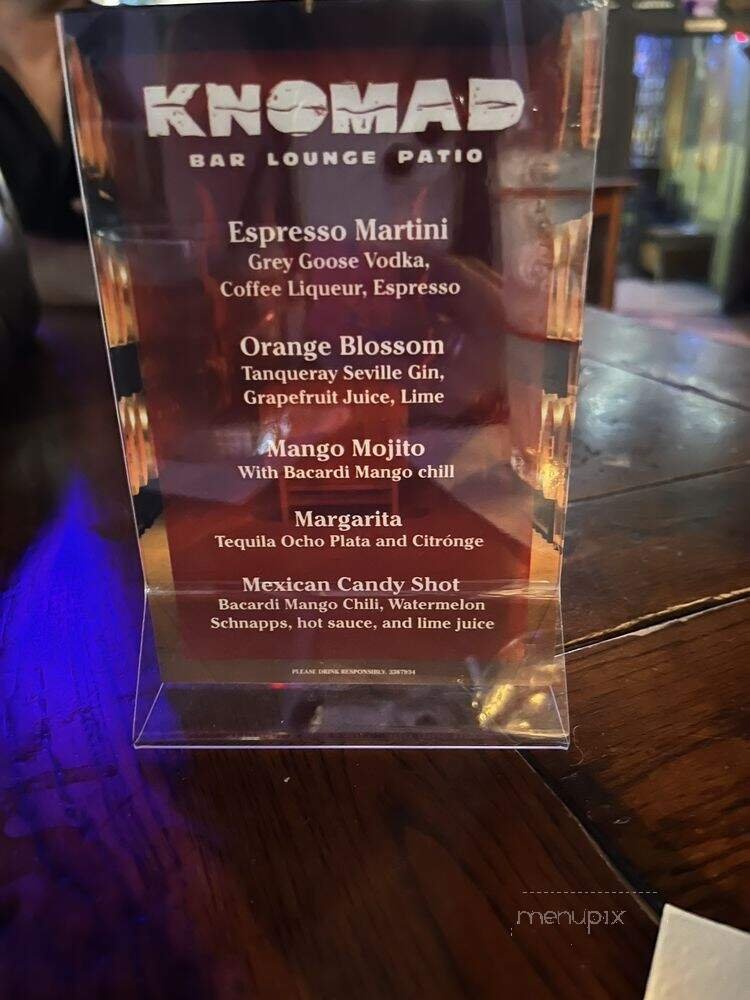 KNOMAD
BAR LOUNGE PATIO
Espresso Martini
Grey Goose Vodka,
Coffee Liqueur, Espresso
Orange Blossom
Tanqueray Seville Gin,
Grapefruit Juice, Lime
Mango Mojito
With Bacardi Mango chill
Margarita
Tequila Ocho Plata and Citrónge
Mexican Candy Shot
Bacardi Mango Chili, Watermelon
Schnapps, hot sauce, and lime juice
PLEASE DRINK RESPONSIBLY. 3387934
menupix